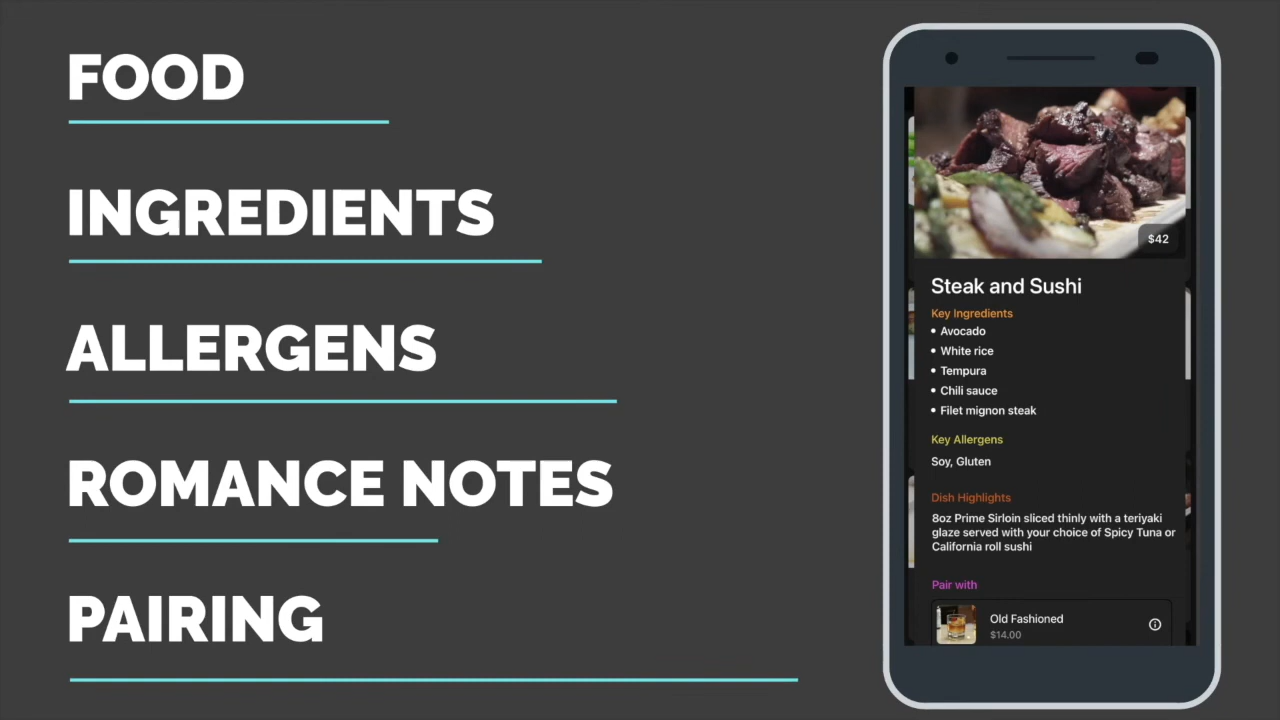 FOOD
INGREDIENTS
ALLERGENS
ROMANCE NOTES
PAIRING
$42
Steak and Sushi
Key Ingredients
• Avocado
• White rice
• Tempura
• Chili sauce
• Filet mignon steak
Key Allergens
Soy, Gluten
Dish Highlights
8oz Prime Sirloin sliced thinly with a teriyaki
glaze served with your choice of Spicy Tuna or
California roll sushi
Pair with
Old Fashioned
$14.00